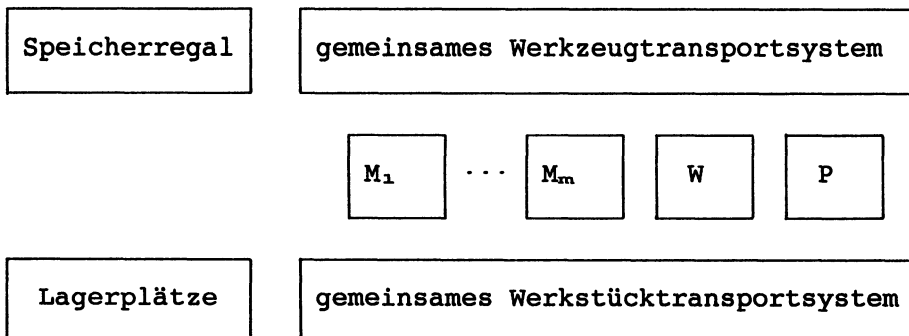 Speicherregal gemeinsames Werkzeugtransportsystem
M₁ ··· Mₘ W P
Lagerplätze gemeinsames Werkstücktransportsystem